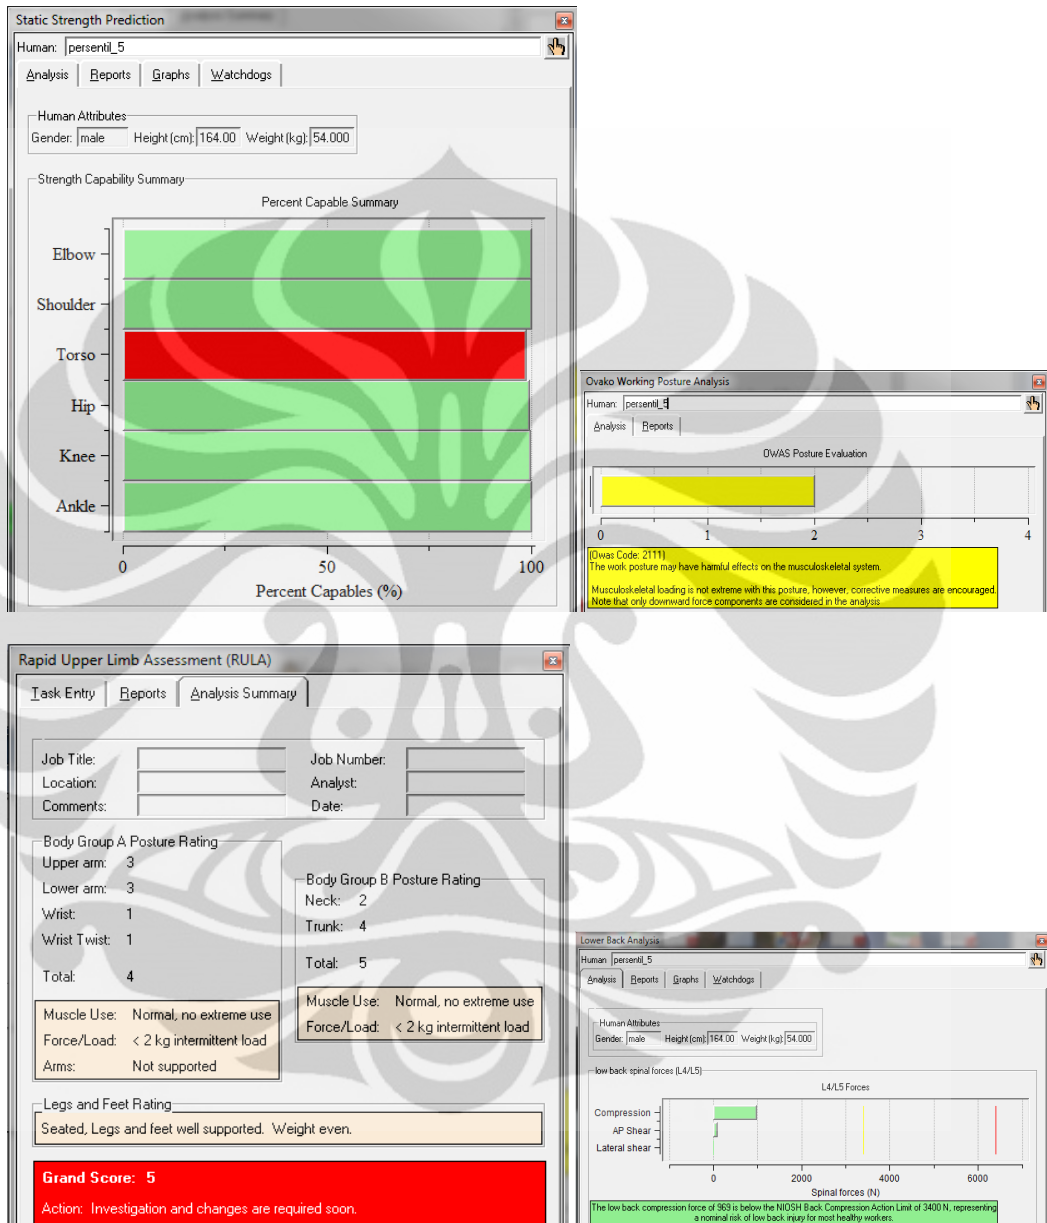 Static Strength Prediction
Human: persentil_5
Analysis Reports Graphs Watchdogs
Human Attributes
Gender: male Height (cm): 164.00 Weight (kg): 54.000
Strength Capability Summary
Percent Capable Summary
Elbow
Shoulder
Torso
Hip
Knee
Ankle
0 50 100
Percent Capables (%)
Ovako Working Posture Analysis
Human: persentil_5
Analysis Reports
OWAS Posture Evaluation
0 1 2 3 4
(Owas Code: 2111)
The work posture may have harmful effects on the musculoskeletal system.
Musculoskeletal loading is not extreme with this posture, however, corrective measures are encouraged.
Note that only downward force components are considered in the analysis
Rapid Upper Limb Assessment (RULA)
Task Entry Reports Analysis Summary
Job Title: Job Number:
Location: Analyst:
Comments: Date:
Body Group A Posture Rating
Upper arm: 3
Lower arm: 3
Wrist: 1
Wrist Twist: 1
Total: 4
Muscle Use: Normal, no extreme use
Force/Load: < 2 kg intermittent load
Arms: Not supported
Body Group B Posture Rating
Neck: 2
Trunk: 4
Total: 5
Muscle Use: Normal, no extreme use
Force/Load: < 2 kg intermittent load
Legs and Feet Rating
Seated, Legs and feet well supported. Weight even.
Grand Score: 5
Action: Investigation and changes are required soon.
Lower Back Analysis
Human persentil_5
Analysis Reports Graphs Watchdogs
Human Attributes
Gender: male Height (cm): 164.00 Weight (kg): 54.000
low back spinal forces (L4/L5)
L4/L5 Forces
Compression
AP Shear
Lateral shear
0 2000 4000 6000
Spinal forces (N)
The low back compression force of 969 is below the NIOSH Back Compression Action Limit of 3400 N, representing
a nominal risk of low back injury for most healthy workers.